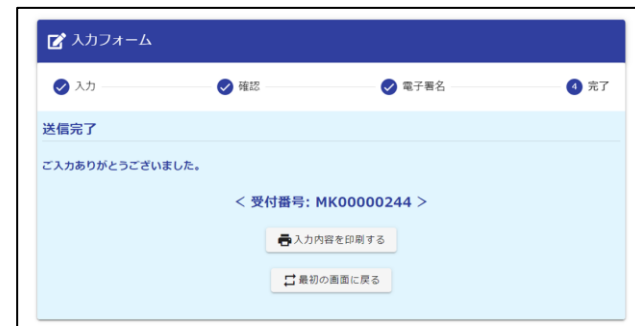 入力フォーム
入力 確認 電子署名 4 完了
送信完了
ご入力ありがとうございました。
< 受付番号: MK00000244 >
入力内容を印刷する
最初の画面に戻る